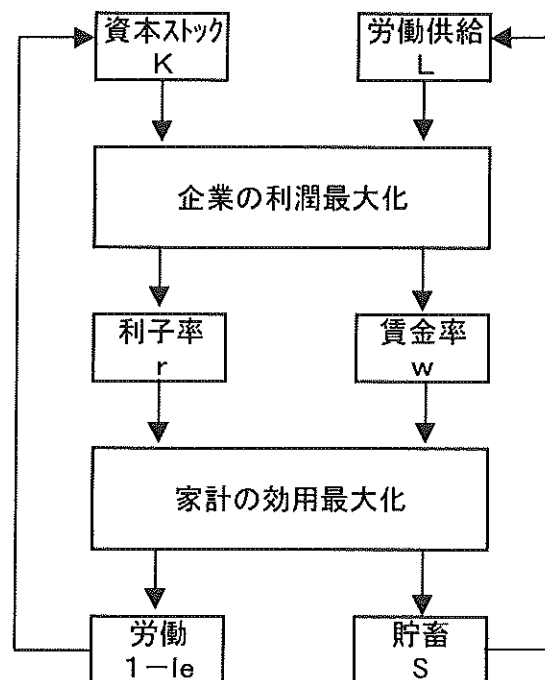 資本ストック
K
労働供給
L
企業の利潤最大化
利子率
r
賃金率
w
家計の効用最大化
労働
1－le
貯畜
S